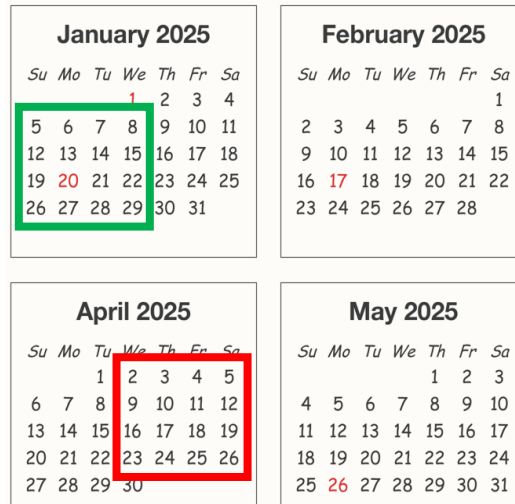 January 2025
Su Mo Tu We Th Fr Sa
1 2 3 4
5 6 7 8 9 10 11
12 13 14 15 16 17 18
19 20 21 22 23 24 25
26 27 28 29 30 31
February 2025
Su Mo Tu We Th Fr Sa
1
2 3 4 5 6 7 8
9 10 11 12 13 14 15
16 17 18 19 20 21 22
23 24 25 26 27 28
April 2025
Su Mo Tu We Th Fr Sa
1 2 3 4 5
6 7 8 9 10 11 12
13 14 15 16 17 18 19
20 21 22 23 24 25 26
27 28 29 30
May 2025
Su Mo Tu We Th Fr Sa
1 2 3
4 5 6 7 8 9 10
11 12 13 14 15 16 17
18 19 20 21 22 23 24
25 26 27 28 29 30 31